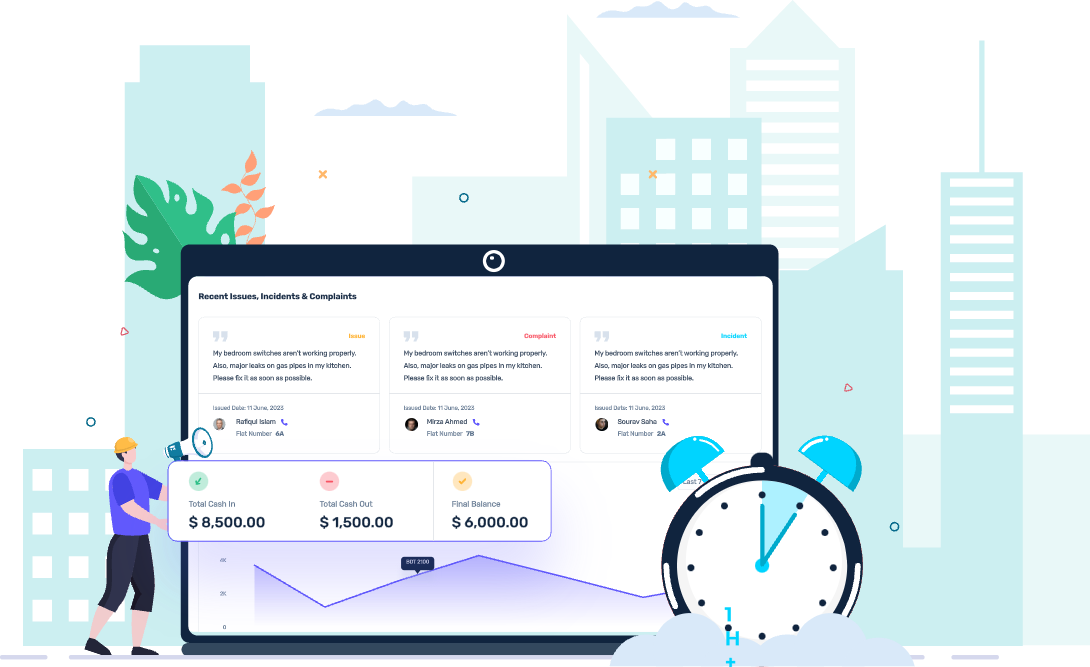 Recent Issues, Incidents & Complaints
Issue
My bedroom switches aren't working properly.
Also, major leaks on gas pipes in my kitchen.
Please fix it as soon as possible.
Issued Date: 11 June, 2023
Rafiqul Islam
Flat Number 6A
Complaint
My bedroom switches aren't working properly.
Also, major leaks on gas pipes in my kitchen.
Please fix it as soon as possible.
Issued Date: 11 June, 2023
Mirza Ahmed
Flat Number 7B
Incident
My bedroom switches aren't working properly.
Also, major leaks on gas pipes in my kitchen.
Please fix it as soon as possible.
Issued Date: 11 June, 2023
Sourav Saha
Flat Number 2A
Last 7
Total Cash In
$ 8,500.00
Total Cash Out
$ 1,500.00
Final Balance
$ 6,000.00
4K
BDT 2100
2K
0
1
H
+